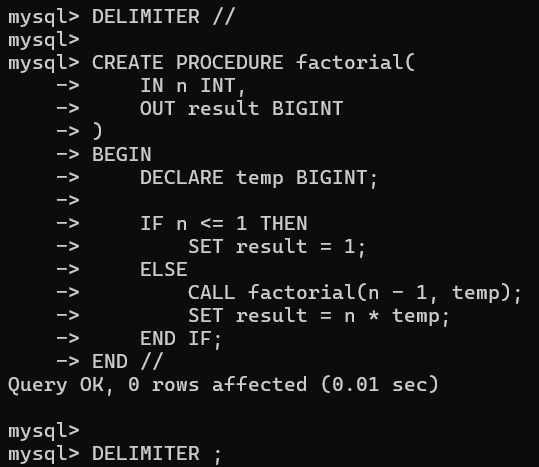 mysql> DELIMITER //
mysql>
mysql> CREATE PROCEDURE factorial(
    ->     IN n INT,
    ->     OUT result BIGINT
    -> )
    -> BEGIN
    ->     DECLARE temp BIGINT;
    ->
    ->     IF n <= 1 THEN
    ->         SET result = 1;
    ->     ELSE
    ->         CALL factorial(n - 1, temp);
    ->         SET result = n * temp;
    ->     END IF;
    -> END //
Query OK, 0 rows affected (0.01 sec)

mysql>
mysql> DELIMITER ;